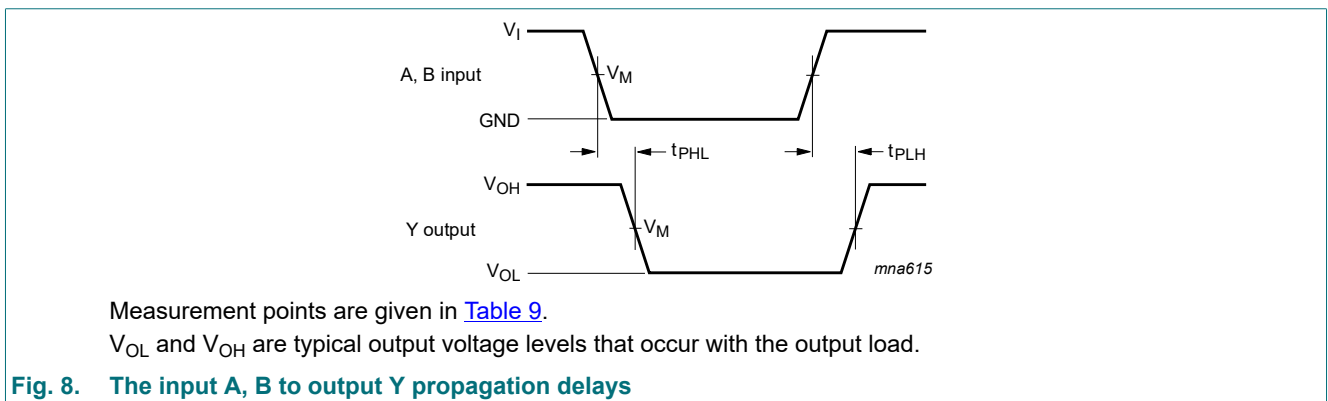 V_I
A, B input
V_M
GND
t_PHL
t_PLH
V_OH
Y output
V_M
V_OL
mna615
Measurement points are given in Table 9.
V_OL and V_OH are typical output voltage levels that occur with the output load.
Fig. 8. The input A, B to output Y propagation delays